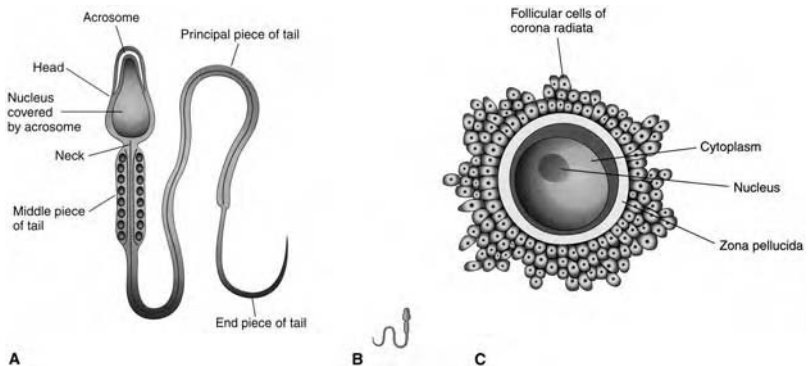 Acrosome
Head
Nucleus
covered
by acrosome
Neck
Middle piece
of tail
Principal piece of tail
End piece of tail
A
B
Follicular cells of
corona radiata
Cytoplasm
Nucleus
Zona pellucida
C